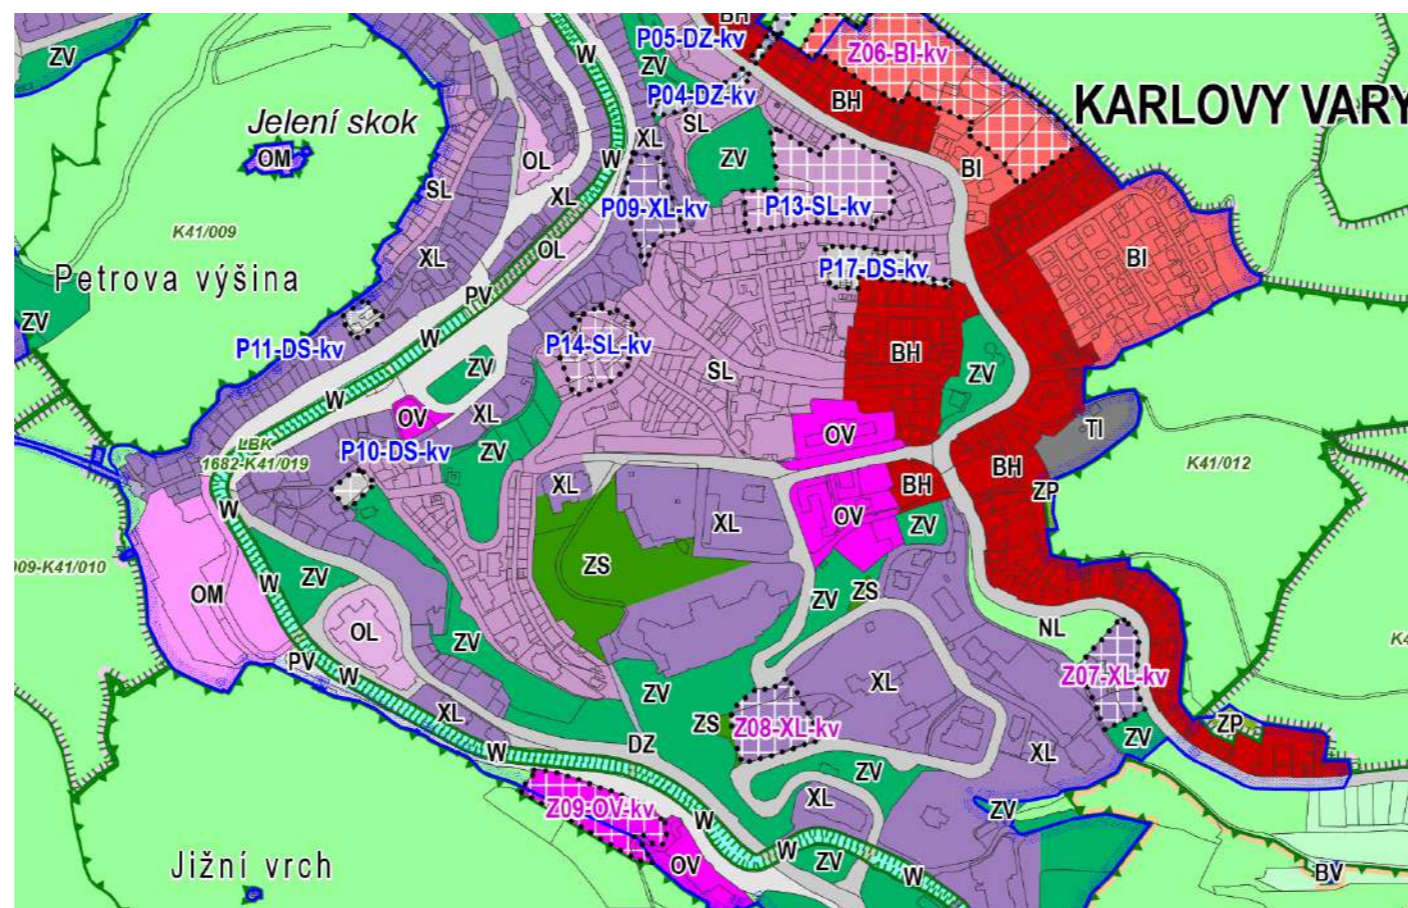 BH
P05-DZ-kv
Z06-BI-kv
W
ZV
ZV
P04-DZ-kv
BH
KARLOVY VARY
Jelení skok
SL
OM
OL
W
XL
ZV
BI
SL
XL
P09-XL-kv
P13-SL-kv
K41/009
OL
XL
BI
Petrova výšina
P17-DS-kv
PV
ZV
W
P11-DS-kv
P14-SL-kv
BH
ZV
SL
ZV
W
OV
XL
OV
TI
LBK
1682-K41/019
P10-DS-kv
ZV
BH
K41/012
XL
BH
ZP
W
XL
OV
ZV
009-K41/010
W
ZV
ZS
OM
ZV
ZS
OL
ZV
NL
PV
W
ZV
XL
Z07-XL-kv
XL
ZS
Z08-XL-kv
ZP
DZ
ZV
W
XL
ZV
XL
Z09-OV-kv
ZV
W
W
ZV
OV
Jižní vrch
W
BV